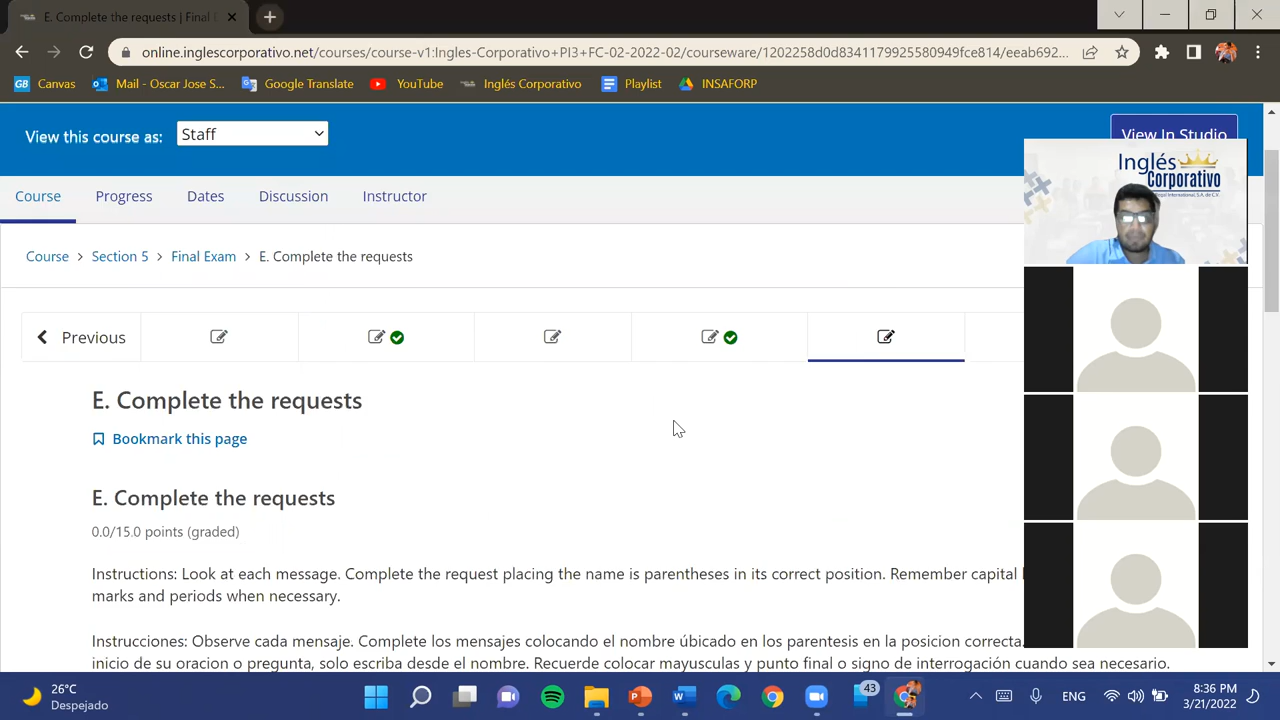 E. Complete the requests | Final E
online.inglescorporativo.net/courses/course-v1:Ingles-Corporativo+PI3+FC-02-2022-02/courseware/1202258d0d8341179925580949fce814/eeab692...
GB Canvas Mail - Oscar Jose S... Google Translate YouTube Inglés Corporativo Playlist INSAFORP
View this course as: Staff View In Studio
Inglés
Corporativo
Course Progress Dates Discussion Instructor
Course > Section 5 > Final Exam > E. Complete the requests
Previous
E. Complete the requests
Bookmark this page
E. Complete the requests
0.0/15.0 points (graded)
Instructions: Look at each message. Complete the request placing the name is parentheses in its correct position. Remember capital
marks and periods when necessary.
Instrucciones: Observe cada mensaje. Complete los mensajes colocando el nombre úbicado en los parentesis en la posicion correcta.
inicio de su oracion o pregunta, solo escriba desde el nombre. Recuerde colocar mayusculas y punto final o signo de interrogación cuando sea necesario.
26°C
Despejado
43
ENG
8:36 PM
3/21/2022